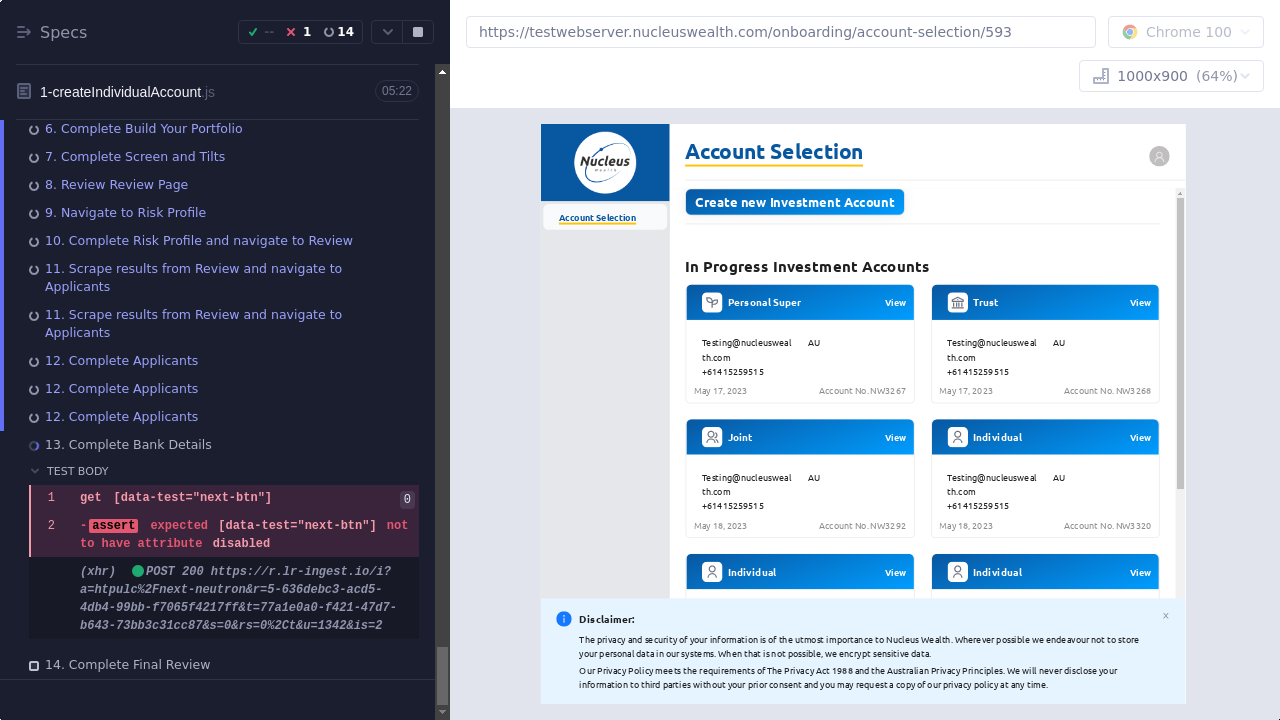 Specs
--
1
14
1-createIndividualAccount.js
05:22
6. Complete Build Your Portfolio
7. Complete Screen and Tilts
8. Review Review Page
9. Navigate to Risk Profile
10. Complete Risk Profile and navigate to Review
11. Scrape results from Review and navigate to
Applicants
11. Scrape results from Review and navigate to
Applicants
12. Complete Applicants
12. Complete Applicants
12. Complete Applicants
13. Complete Bank Details
TEST BODY
1 get [data-test="next-btn"] 0
2 -assert expected [data-test="next-btn"] not
to have attribute disabled
(xhr) POST 200 https://r.lr-ingest.io/i?
a=htpulc%2Fnext-neutron&r=5-636debc3-acd5-
4db4-99bb-f7065f4217ff&t=77a1e0a0-f421-47d7-
b643-73bb3c31cc87&s=0&rs=0%2Ct&u=1342&is=2
14. Complete Final Review
https://testwebserver.nucleuswealth.com/onboarding/account-selection/593
Chrome 100
1000x900 (64%)
Nucleus
Wealth
Account Selection
Account Selection
Create new Investment Account
In Progress Investment Accounts
Personal Super View
Testing@nucleusweal AU
th.com
+61415259515
May 17, 2023 Account No. NW3267
Trust View
Testing@nucleusweal AU
th.com
+61415259515
May 17, 2023 Account No. NW3268
Joint View
Testing@nucleusweal AU
th.com
+61415259515
May 18, 2023 Account No. NW3292
Individual View
Testing@nucleusweal AU
th.com
+61415259515
May 18, 2023 Account No. NW3320
Individual View
Individual View
Disclaimer:
x
The privacy and security of your information is of the utmost importance to Nucleus Wealth. Wherever possible we endeavour not to store
your personal data in our systems. When that is not possible, we encrypt sensitive data.
Our Privacy Policy meets the requirements of The Privacy Act 1988 and the Australian Privacy Principles. We will never disclose your
information to third parties without your prior consent and you may request a copy of our privacy policy at any time.